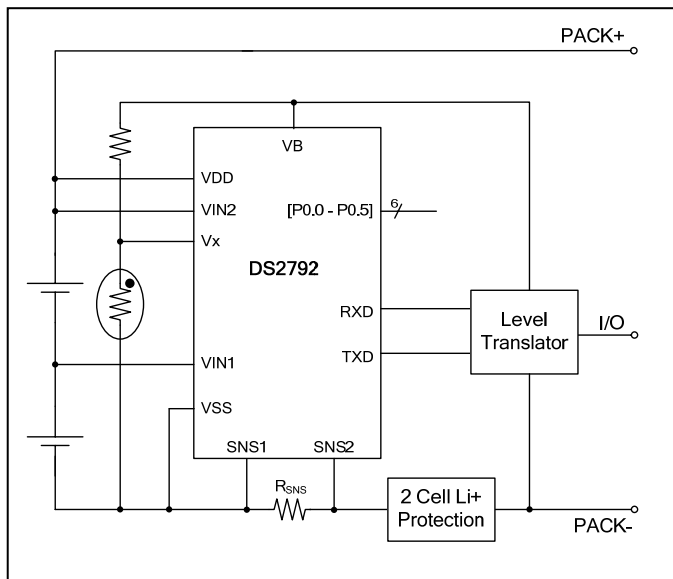 PACK+
VB
VDD
VIN2
[P0.0 - P0.5]
6
Vx
DS2792
RXD
Level
Translator
I/O
TXD
VIN1
VSS
SNS1
SNS2
RSNS
2 Cell Li+
Protection
PACK-